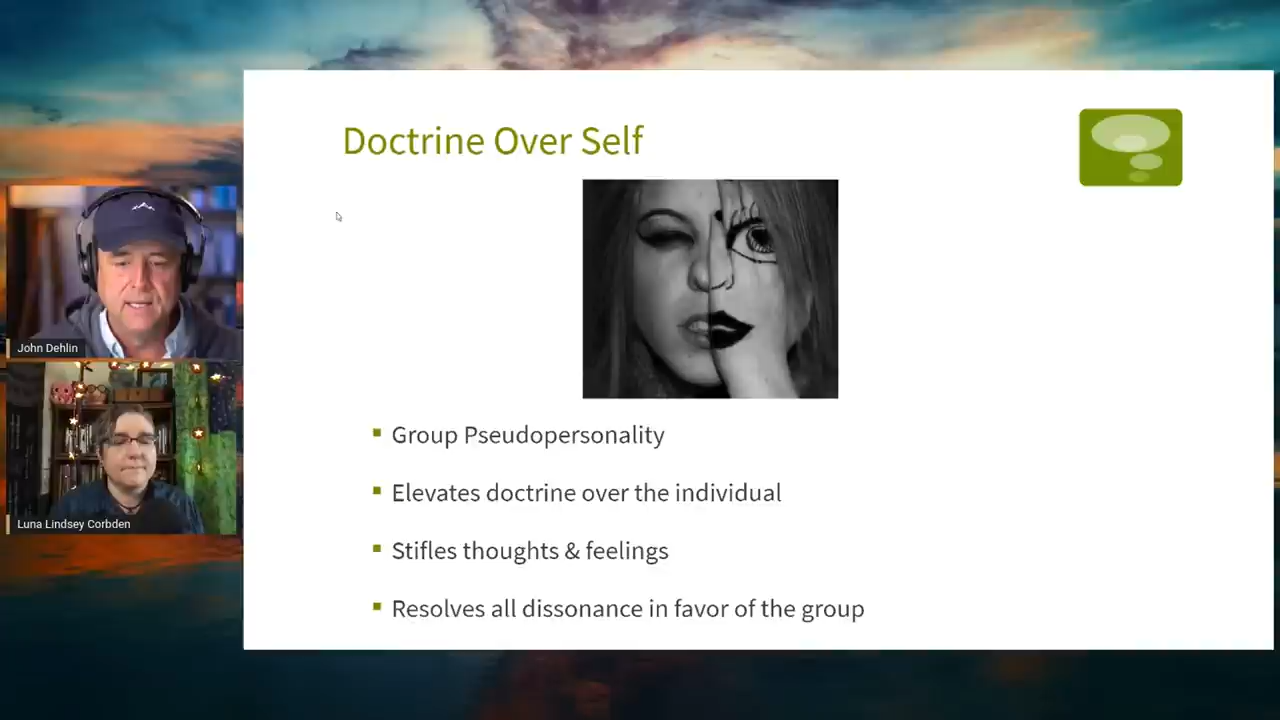 Doctrine Over Self
John Dehlin
Luna Lindsey Corbden
Group Pseudopersonality
Elevates doctrine over the individual
Stifles thoughts & feelings
Resolves all dissonance in favor of the group